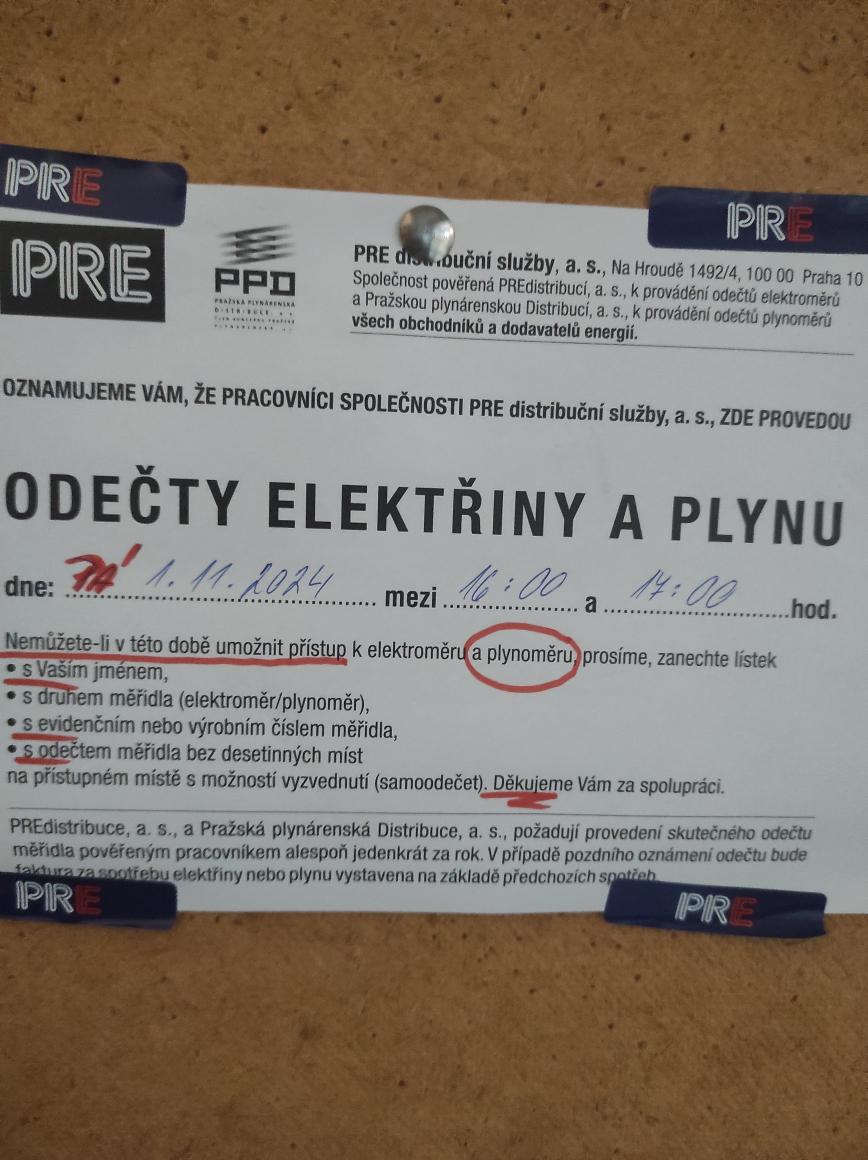 PRE
PRE
PRE
PPD
PRAŽSKÁ PLYNÁRENSKÁ
DISTRIBUCE, a.s.
PRE distribuční služby, a. s., Na Hroudě 1492/4, 100 00 Praha 10
Společnost pověřená PREdistribucí, a. s., k provádění odečtů elektroměrů
a Pražskou plynárenskou Distribucí, a. s., k provádění odečtů plynoměrů
všech obchodníků a dodavatelů energií.
OZNAMUJEME VÁM, ŽE PRACOVNÍCI SPOLEČNOSTI PRE distribuční služby, a. s., ZDE PROVEDOU
ODEČTY ELEKTŘINY A PLYNU
dne: PÁ 1. 11. 2024 mezi 16:00 a 17:00 hod.
Nemůžete-li v této době umožnit přístup k elektroměru a plynoměru, prosíme, zanechte lístek
• s Vaším jménem,
• s druhem měřidla (elektroměr/plynoměr),
• s evidenčním nebo výrobním číslem měřidla,
• s odečtem měřidla bez desetinných míst
na přístupném místě s možností vyzvednutí (samoodečet). Děkujeme Vám za spolupráci.
PREdistribuce, a. s., a Pražská plynárenská Distribuce, a. s., požadují provedení skutečného odečtu
měřidla pověřeným pracovníkem alespoň jedenkrát za rok. V případě pozdního oznámení odečtu bude
faktura za spotřebu elektřiny nebo plynu vystavena na základě předchozích spotřeb.
PRE
PRE